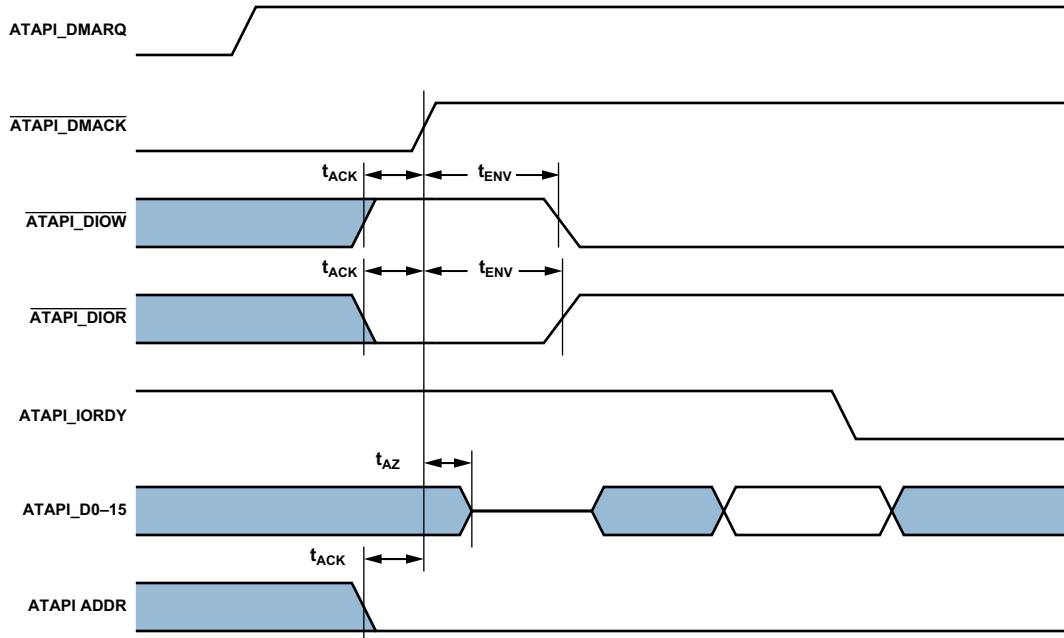 ATAPI_DMARQ
ATAPI_DMACK
tACK
tENV
ATAPI_DIOW
tACK
tENV
ATAPI_DIOR
ATAPI_IORDY
tAZ
ATAPI_D0–15
tACK
ATAPI ADDR